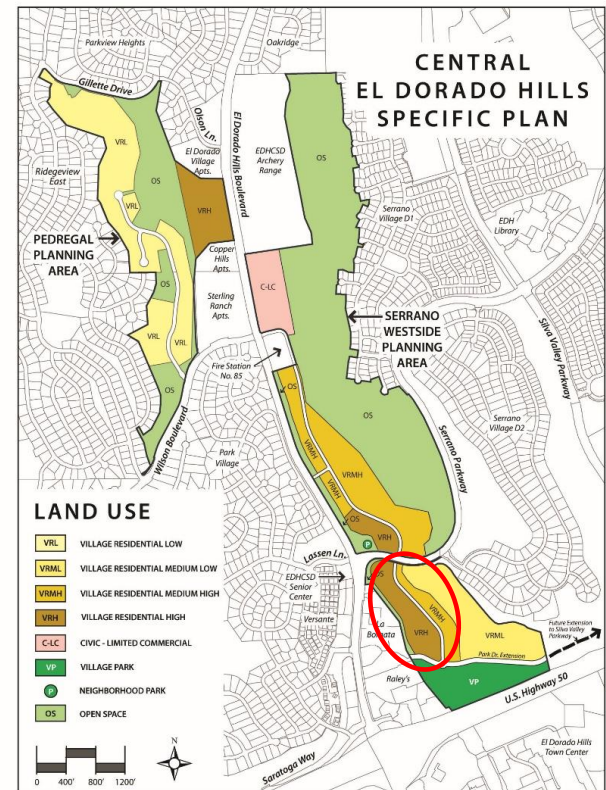 CENTRAL
EL DORADO HILLS
SPECIFIC PLAN
Parkview Heights
Oakridge
Gillette Drive
Olson Ln.
El Dorado Hills Boulevard
El Dorado
Village
Apts.
EDHCSD
Archery
Range
OS
VRL
OS
Ridgeview
East
VRL
VRH
Serrano
Village D1
EDH
Library
PEDREGAL
PLANNING
AREA
Copper
Hills
Apts.
OS
C-LC
Sterling
Ranch
Apts.
SERRANO
WESTSIDE
PLANNING
AREA
Silva Valley Parkway
VRL
VRL
Fire Station
No. 85
OS
OS
OS
Wilson Boulevard
Park
Village
Serrano Parkway
Serrano
Village D2
VRMH
VRMH
VRMH
OS
VRH
P
Lassen Ln.
EDHCSD
Senior
Center
Versante
OS
La
Borgata
VRMH
VRH
VRML
Future Extension
to Silva Valley
Parkway
Park Dr. Extension
Raley's
VP
U.S. Highway 50
Saratoga Way
El Dorado Hills
Town Center
LAND USE
VRL VILLAGE RESIDENTIAL LOW
VRML VILLAGE RESIDENTIAL MEDIUM LOW
VRMH VILLAGE RESIDENTIAL MEDIUM HIGH
VRH VILLAGE RESIDENTIAL HIGH
C-LC CIVIC - LIMITED COMMERCIAL
VP VILLAGE PARK
P NEIGHBORHOOD PARK
OS OPEN SPACE
N
0 400' 800' 1200'